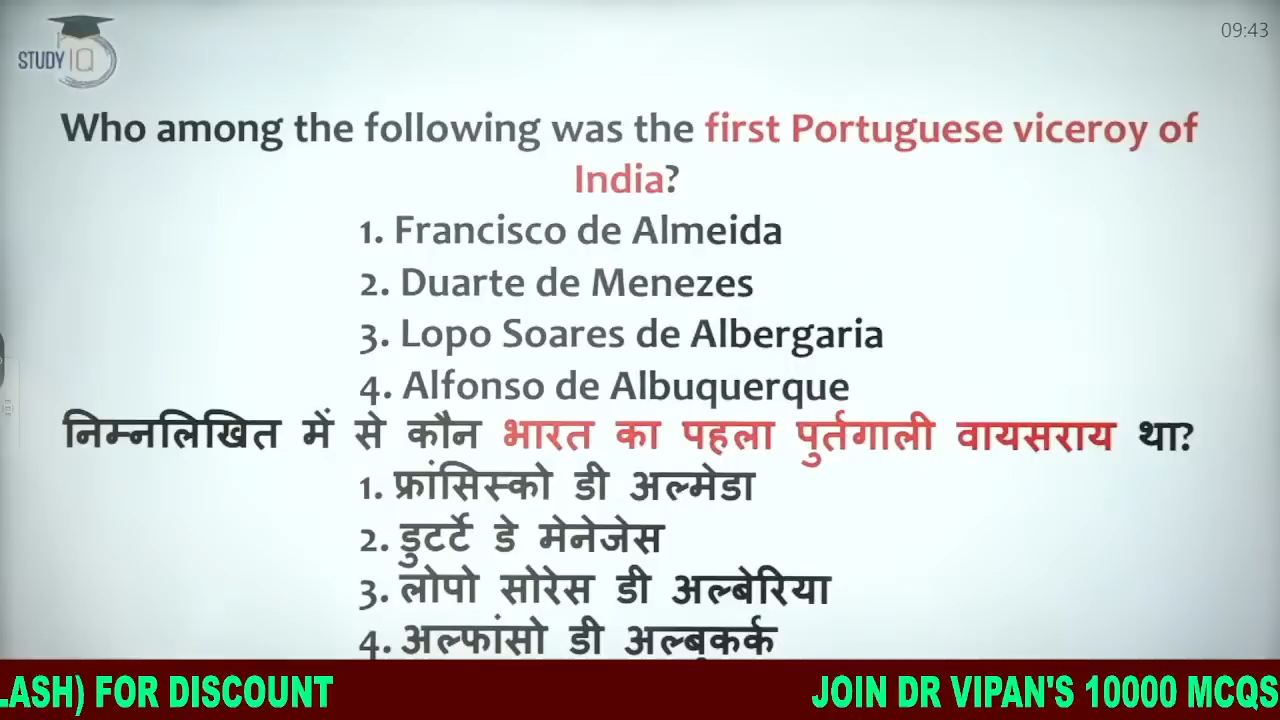 STUDY IQ
09:43
Who among the following was the first Portuguese viceroy of
India?
1. Francisco de Almeida
2. Duarte de Menezes
3. Lopo Soares de Albergaria
4. Alfonso de Albuquerque
निम्नलिखित में से कौन भारत का पहला पुर्तगाली वायसराय था?
1. फ्रांसिस्को डी अल्मेडा
2. डुटर्टे डे मेनेजेस
3. लोपो सोरेस डी अल्बेरिया
4. अल्फांसो डी अल्बुकर्क
LASH) FOR DISCOUNT JOIN DR VIPAN'S 10000 MCQS